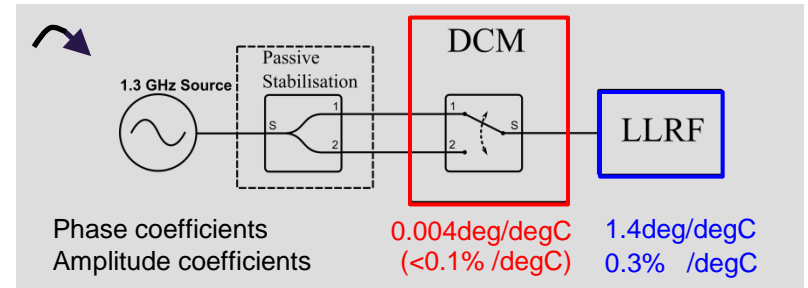 DCM
Passive
Stabilisation
1.3 GHz Source
S
1
2
1
2
S
LLRF
Phase coefficients 0.004deg/degC 1.4deg/degC
Amplitude coefficients (<0.1% /degC) 0.3% /degC